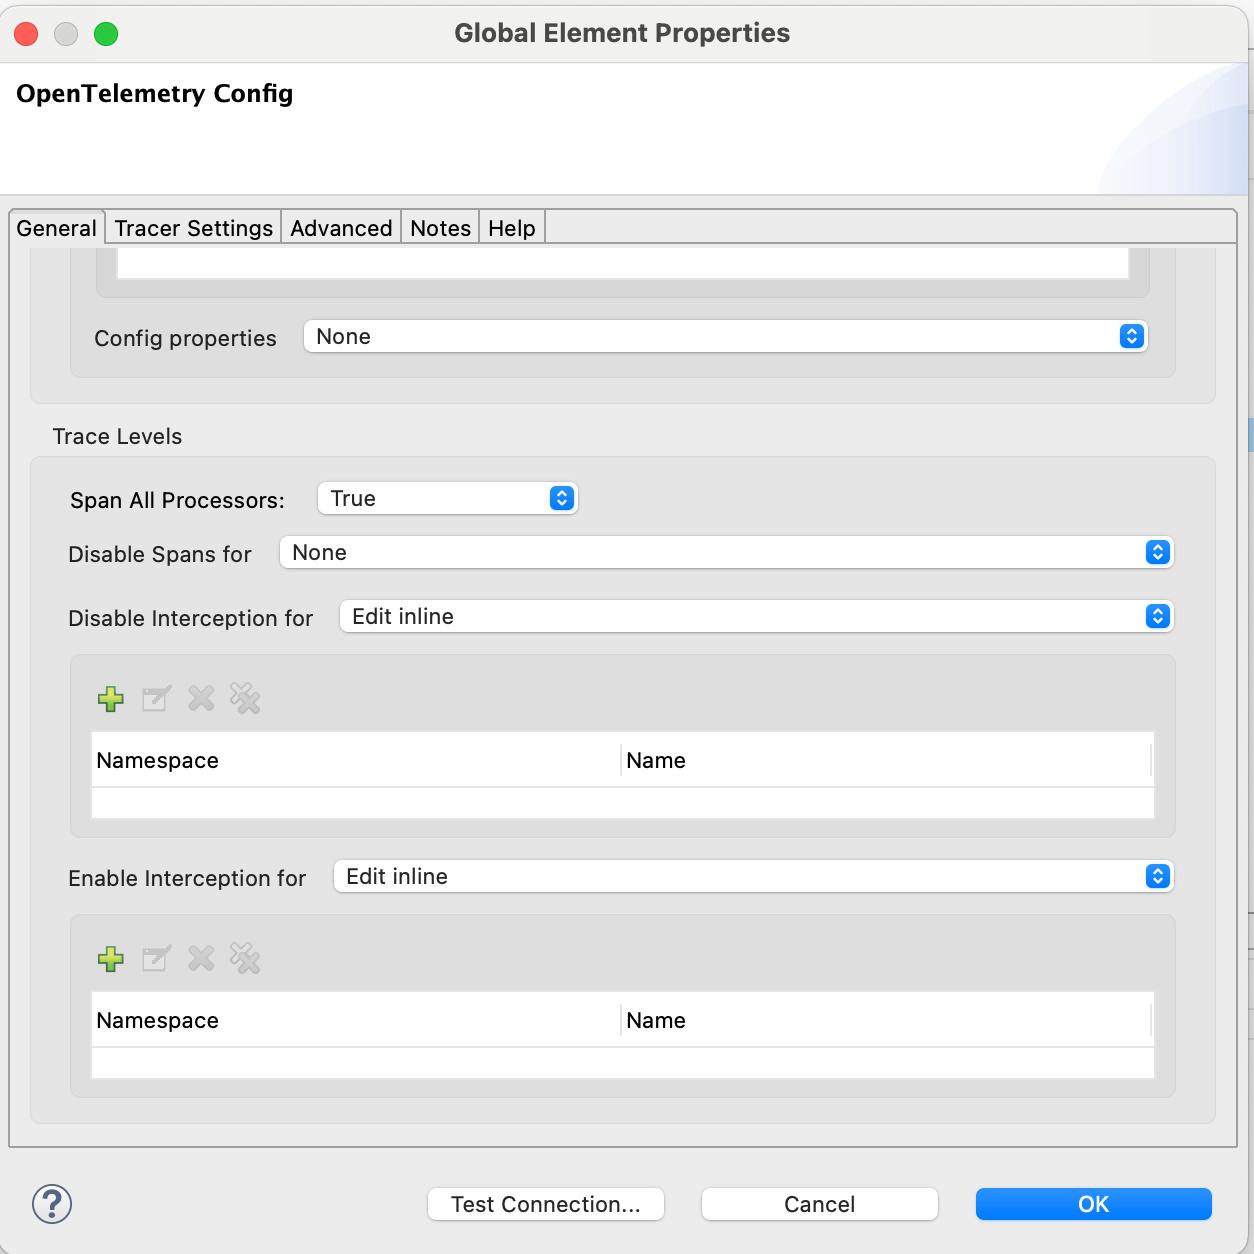 Global Element Properties
OpenTelemetry Config
General Tracer Settings Advanced Notes Help
Config properties None
Trace Levels
Span All Processors: True
Disable Spans for None
Disable Interception for Edit inline
Namespace Name
Enable Interception for Edit inline
Namespace Name
? Test Connection... Cancel OK